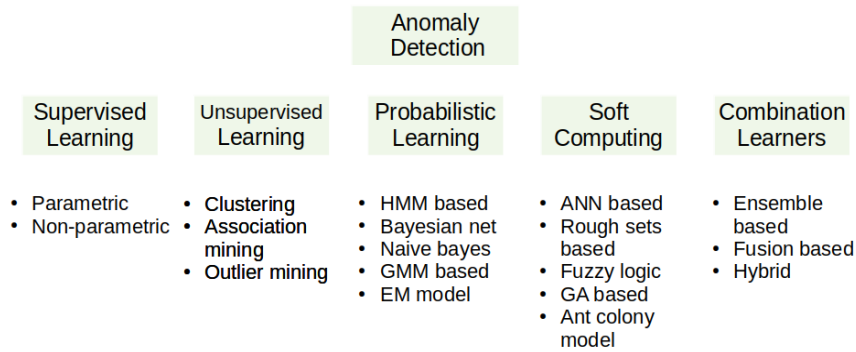 Anomaly
Detection
Supervised
Learning
Unsupervised
Learning
Probabilistic
Learning
Soft
Computing
Combination
Learners
• Parametric
• Non-parametric
• Clustering
• Association
mining
• Outlier mining
• HMM based
• Bayesian net
• Naive bayes
• GMM based
• EM model
• ANN based
• Rough sets
based
• Fuzzy logic
• GA based
• Ant colony
model
• Ensemble
based
• Fusion based
• Hybrid